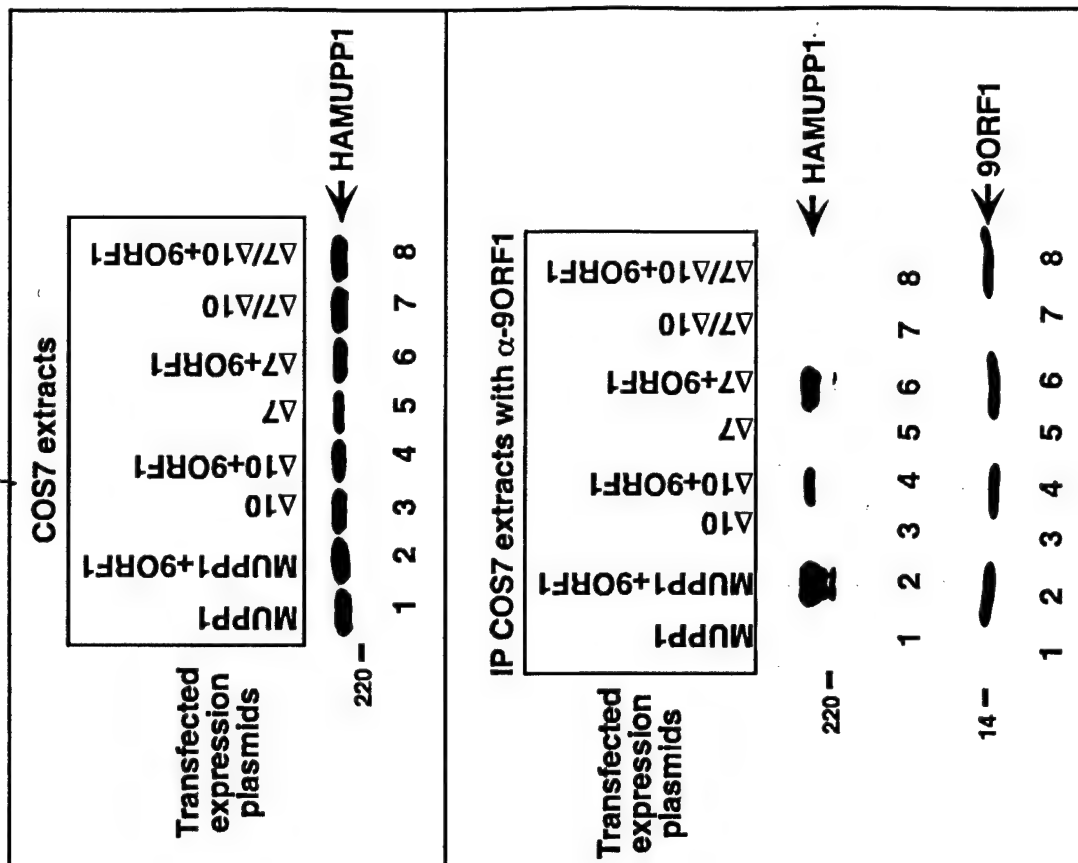 COS7 extracts
Transfected
expression
plasmids
MUPP1
MUPP1+9ORF1
Δ10
Δ10+9ORF1
Δ7
Δ7+9ORF1
Δ7/Δ10
Δ7/Δ10+9ORF1
220
HAMUPP1
1 2 3 4 5 6 7 8
IP COS7 extracts with α-9ORF1
Transfected
expression
plasmids
MUPP1
MUPP1+9ORF1
Δ10
Δ10+9ORF1
Δ7
Δ7+9ORF1
Δ7/Δ10
Δ7/Δ10+9ORF1
220
HAMUPP1
1 2 3 4 5 6 7 8
14
9ORF1
1 2 3 4 5 6 7 8